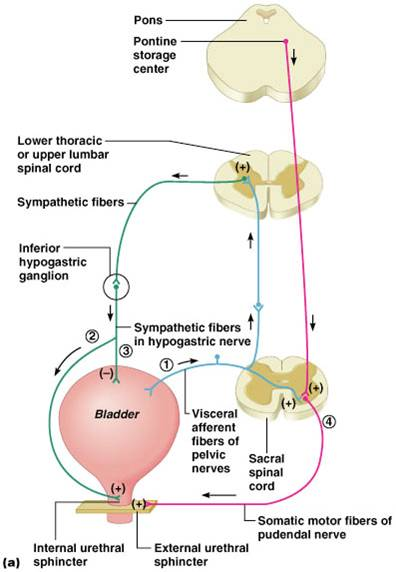 Pons
Pontine
storage
center
Lower thoracic
or upper lumbar
spinal cord
(+)
Sympathetic fibers
Inferior
hypogastric
ganglion
②
③
Sympathetic fibers
in hypogastric nerve
①
(–)
(+)
(+)
④
Bladder
Visceral
afferent
fibers of
pelvic
nerves
Sacral
spinal
cord
(+)
(+)
Somatic motor fibers of
pudendal nerve
Internal urethral
sphincter
External urethral
sphincter
(a)